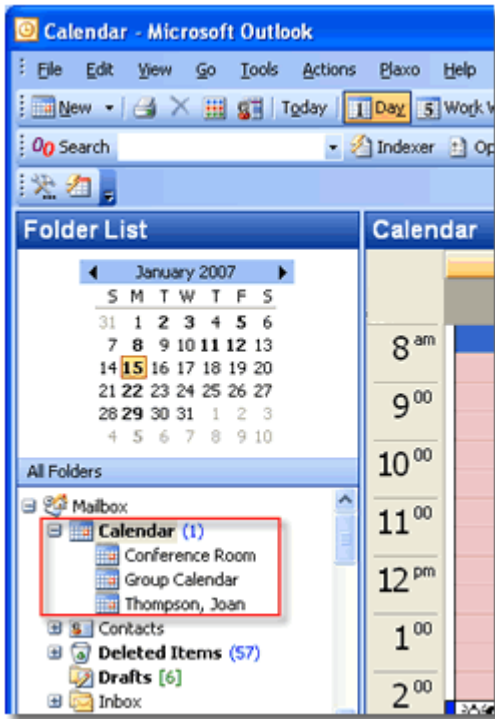 Calendar - Microsoft Outlook
File Edit View Go Tools Actions Plaxo Help
New Today 1 Day 5 Work
Search Indexer
Folder List Calendar
January 2007
S M T W T F S
31 1 2 3 4 5 6
7 8 9 10 11 12 13
14 15 16 17 18 19 20
21 22 23 24 25 26 27
28 29 30 31 1 2 3
4 5 6 7 8 9 10
8 am
9 00
10 00
11 00
12 pm
1 00
2 00
All Folders
Mailbox
Calendar (1)
Conference Room
Group Calendar
Thompson, Joan
Contacts
Deleted Items (57)
Drafts [6]
Inbox